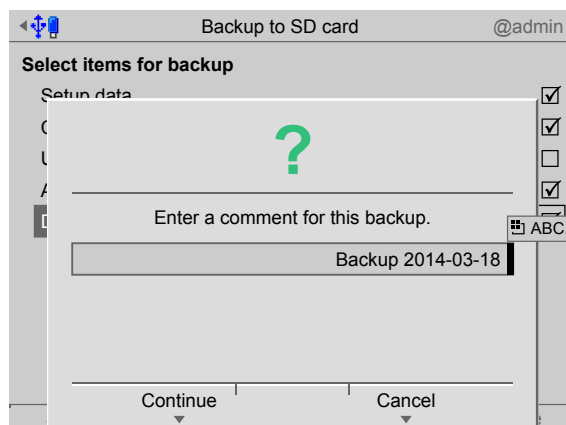 Backup to SD card @admin
Select items for backup
Setup data
?
Enter a comment for this backup.
ABC
Backup 2014-03-18
Continue Cancel